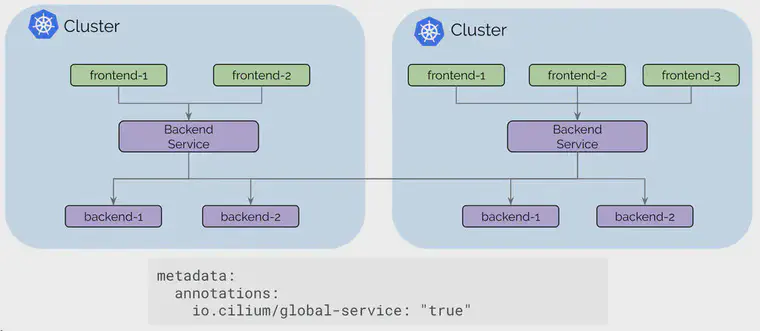 Cluster
Cluster
frontend-1
frontend-2
frontend-1
frontend-2
frontend-3
Backend
Service
Backend
Service
backend-1
backend-2
backend-1
backend-2
metadata:
  annotations:
    io.cilium/global-service: "true"